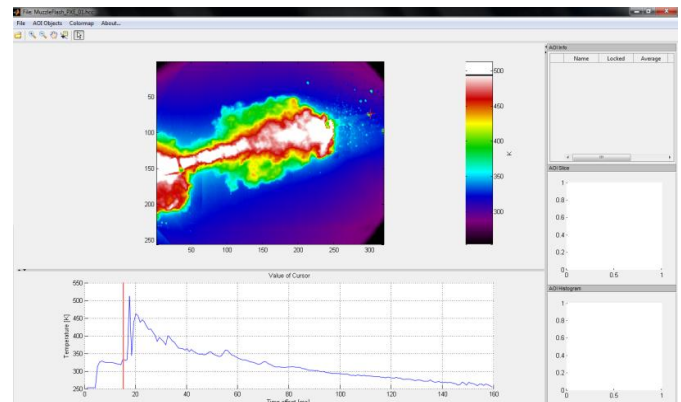 File: MuzzleFlash_FXE_01.hcc
File AOI Objects Colormap About...
50
100
150
200
250
50 100 150 200 250 300
500
450
400
350
300
K
Value of Cursor
Temperature [K]
550
500
450
400
350
300
250
0 20 40 60 80 100 120 140 160
Time offset [ms]
AOI Info
Name Locked Average
AOI Slice
1
0.8
0.6
0.4
0.2
0
0 0.5 1
AOI Histogram
1
0.8
0.6
0.4
0.2
0
0 0.5 1